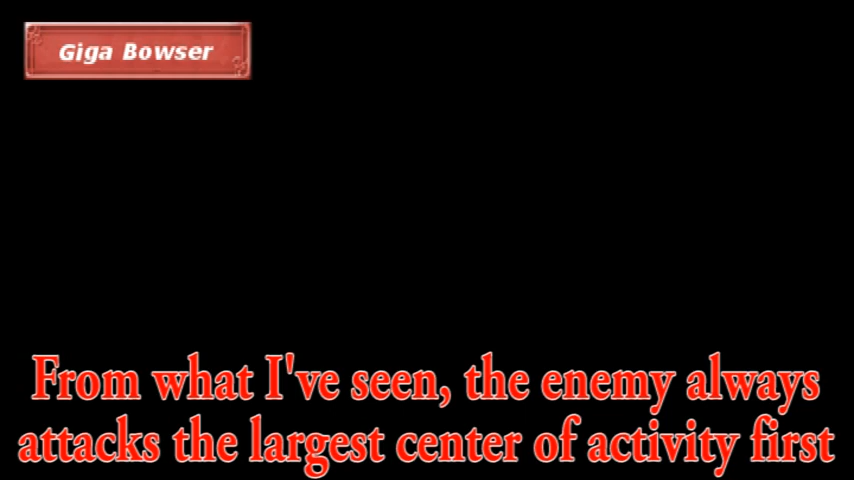 Giga Bowser
From what I've seen, the enemy always
attacks the largest center of activity first